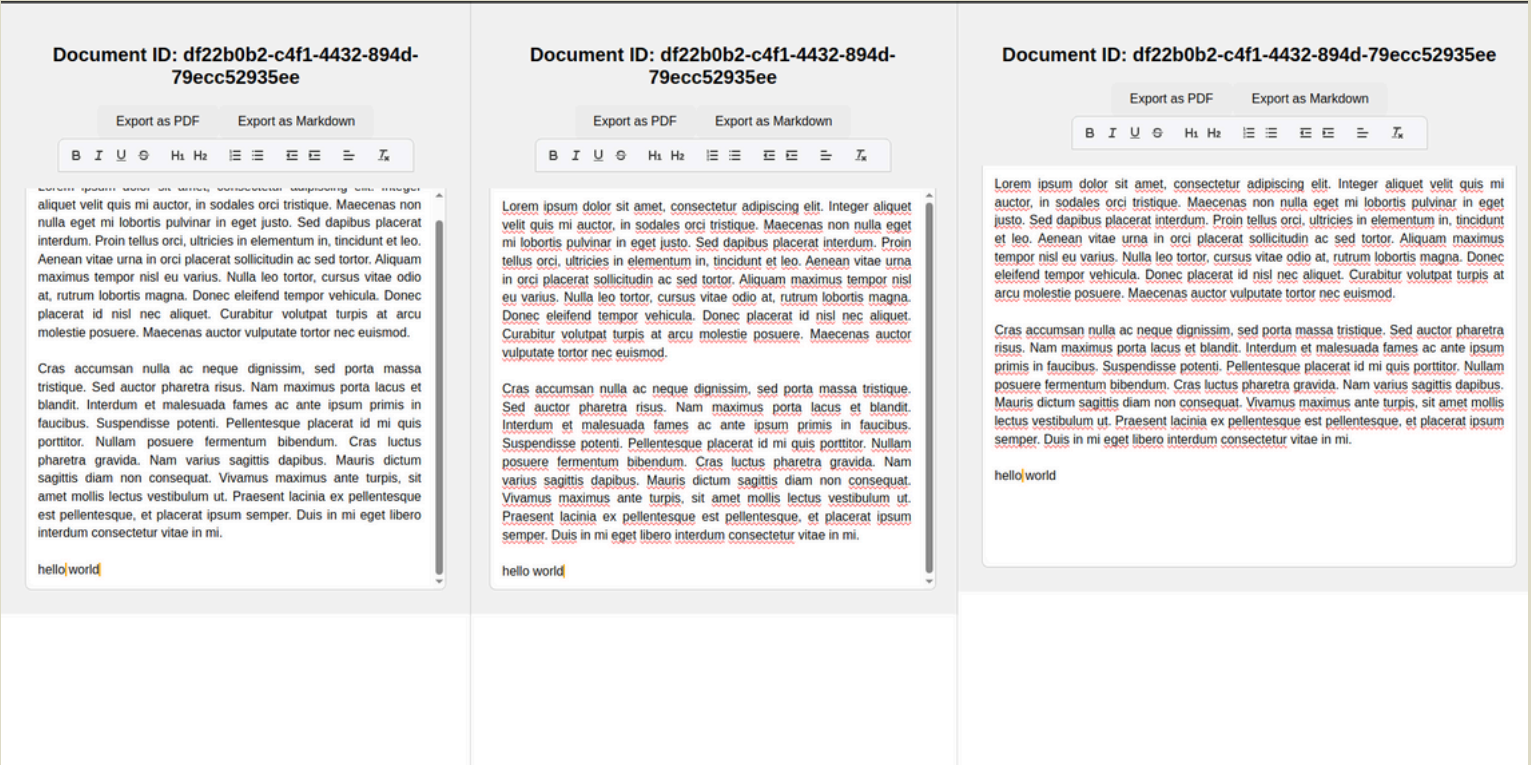 Document ID: df22b0b2-c4f1-4432-894d-
79ecc52935ee
Export as PDF Export as Markdown
B I U S H1 H2 Tx
Lorem ipsum dolor sit amet, consectetur adipiscing elit. Integer
aliquet velit quis mi auctor, in sodales orci tristique. Maecenas non
nulla eget mi lobortis pulvinar in eget justo. Sed dapibus placerat
interdum. Proin tellus orci, ultricies in elementum in, tincidunt et leo.
Aenean vitae urna in orci placerat sollicitudin ac sed tortor. Aliquam
maximus tempor nisl eu varius. Nulla leo tortor, cursus vitae odio
at, rutrum lobortis magna. Donec eleifend tempor vehicula. Donec
placerat id nisl nec aliquet. Curabitur volutpat turpis at arcu
molestie posuere. Maecenas auctor vulputate tortor nec euismod.
Cras accumsan nulla ac neque dignissim, sed porta massa
tristique. Sed auctor pharetra risus. Nam maximus porta lacus et
blandit. Interdum et malesuada fames ac ante ipsum primis in
faucibus. Suspendisse potenti. Pellentesque placerat id mi quis
porttitor. Nullam posuere fermentum bibendum. Cras luctus
pharetra gravida. Nam varius sagittis dapibus. Mauris dictum
sagittis diam non consequat. Vivamus maximus ante turpis, sit
amet mollis lectus vestibulum ut. Praesent lacinia ex pellentesque
est pellentesque, et placerat ipsum semper. Duis in mi eget libero
interdum consectetur vitae in mi.
hello world
Document ID: df22b0b2-c4f1-4432-894d-
79ecc52935ee
Export as PDF Export as Markdown
B I U S H1 H2 Tx
Lorem ipsum dolor sit amet, consectetur adipiscing elit. Integer aliquet
velit quis mi auctor, in sodales orci tristique. Maecenas non nulla eget
mi lobortis pulvinar in eget justo. Sed dapibus placerat interdum. Proin
tellus orci, ultricies in elementum in, tincidunt et leo. Aenean vitae urna
in orci placerat sollicitudin ac sed tortor. Aliquam maximus tempor nisl
eu varius. Nulla leo tortor, cursus vitae odio at, rutrum lobortis magna.
Donec eleifend tempor vehicula. Donec placerat id nisl nec aliquet.
Curabitur volutpat turpis at arcu molestie posuere. Maecenas auctor
vulputate tortor nec euismod.
Cras accumsan nulla ac neque dignissim, sed porta massa tristique.
Sed auctor pharetra risus. Nam maximus porta lacus et blandit.
Interdum et malesuada fames ac ante ipsum primis in faucibus.
Suspendisse potenti. Pellentesque placerat id mi quis porttitor. Nullam
posuere fermentum bibendum. Cras luctus pharetra gravida. Nam
varius sagittis dapibus. Mauris dictum sagittis diam non consequat.
Vivamus maximus ante turpis, sit amet mollis lectus vestibulum ut.
Praesent lacinia ex pellentesque est pellentesque, et placerat ipsum
semper. Duis in mi eget libero interdum consectetur vitae in mi.
hello world
Document ID: df22b0b2-c4f1-4432-894d-79ecc52935ee
Export as PDF Export as Markdown
B I U S H1 H2 Tx
Lorem ipsum dolor sit amet, consectetur adipiscing elit. Integer aliquet velit quis mi
auctor, in sodales orci tristique. Maecenas non nulla eget mi lobortis pulvinar in eget
justo. Sed dapibus placerat interdum. Proin tellus orci, ultricies in elementum in, tincidunt
et leo. Aenean vitae urna in orci placerat sollicitudin ac sed tortor. Aliquam maximus
tempor nisl eu varius. Nulla leo tortor, cursus vitae odio at, rutrum lobortis magna. Donec
eleifend tempor vehicula. Donec placerat id nisl nec aliquet. Curabitur volutpat turpis at
arcu molestie posuere. Maecenas auctor vulputate tortor nec euismod.
Cras accumsan nulla ac neque dignissim, sed porta massa tristique. Sed auctor pharetra
risus. Nam maximus porta lacus et blandit. Interdum et malesuada fames ac ante ipsum
primis in faucibus. Suspendisse potenti. Pellentesque placerat id mi quis porttitor. Nullam
posuere fermentum bibendum. Cras luctus pharetra gravida. Nam varius sagittis dapibus.
Mauris dictum sagittis diam non consequat. Vivamus maximus ante turpis, sit amet mollis
lectus vestibulum ut. Praesent lacinia ex pellentesque est pellentesque, et placerat ipsum
semper. Duis in mi eget libero interdum consectetur vitae in mi.
hello world